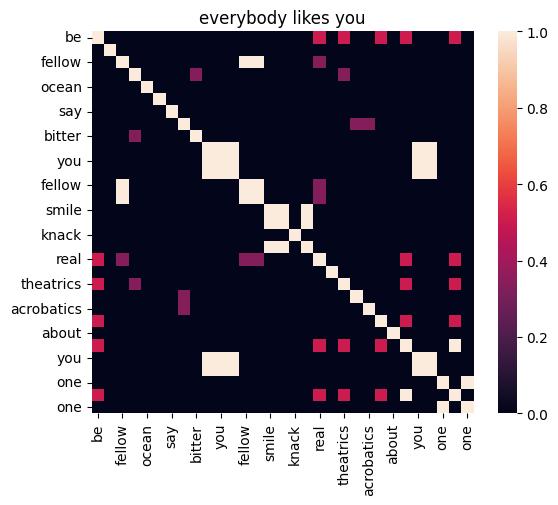 everybody likes you
be
fellow
ocean
say
bitter
you
fellow
smile
knack
real
theatrics
acrobatics
about
you
one
one
1.0
0.8
0.6
0.4
0.2
0.0
be
fellow
ocean
say
bitter
you
fellow
smile
knack
real
theatrics
acrobatics
about
you
one
one